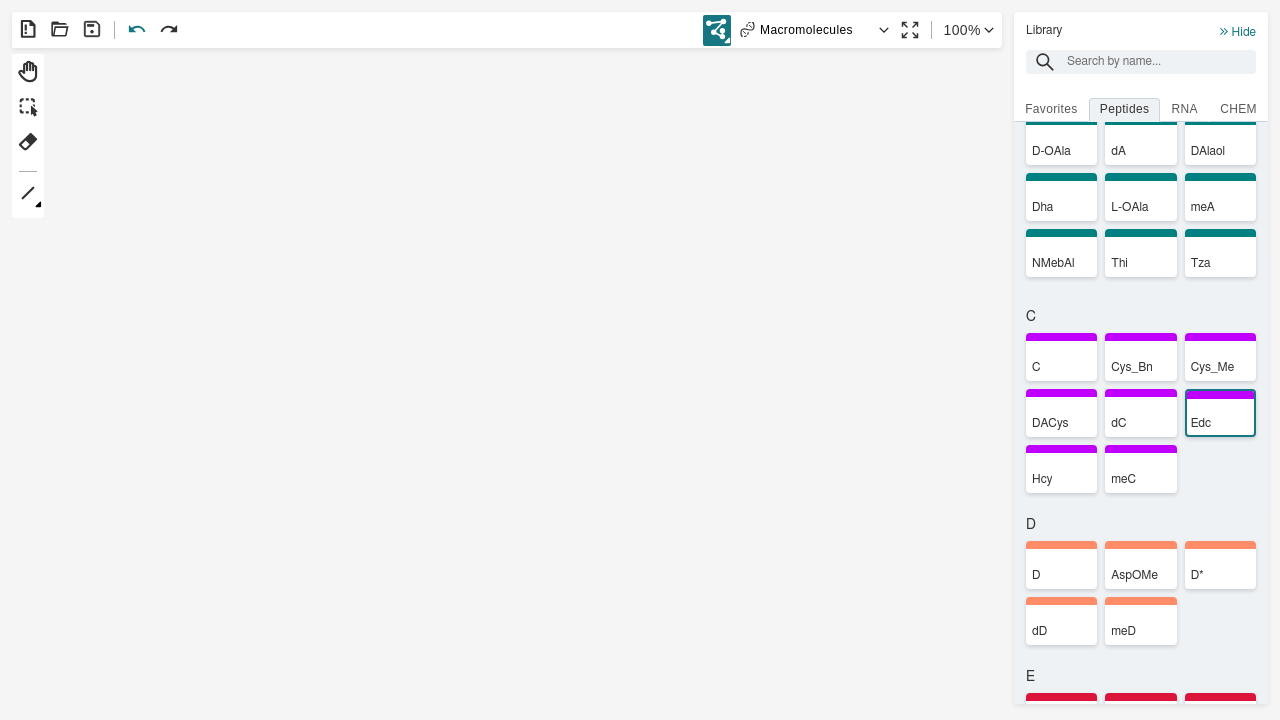 Macromolecules
100%
Library
Hide
Search by name...
Favorites Peptides RNA CHEM
D-OAla dA DAlaol
Dha L-OAla meA
NMebAl Thi Tza
C
C Cys_Bn Cys_Me
DACys dC Edc
Hcy meC
D
D AspOMe D*
dD meD
E